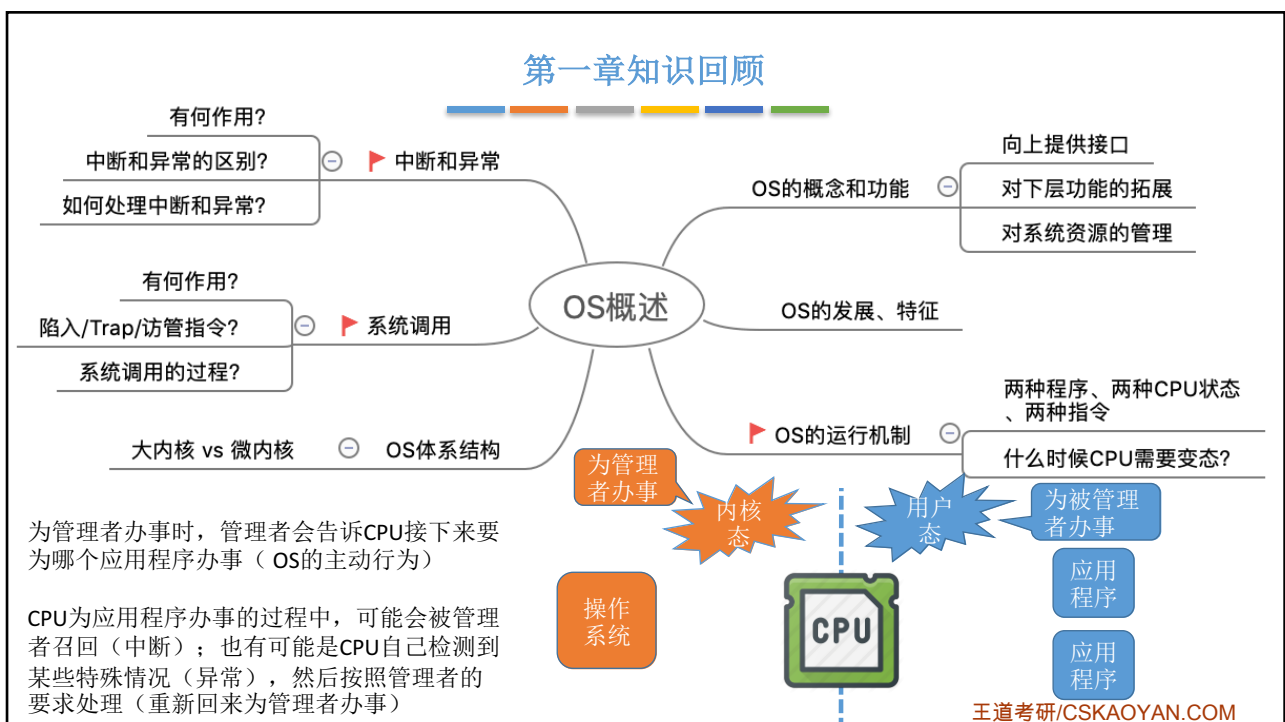 第一章知识回顾
有何作用?
中断和异常的区别?
如何处理中断和异常?
中断和异常
有何作用?
陷入/Trap/访管指令?
系统调用的过程?
系统调用
大内核 vs 微内核
OS体系结构
OS概述
OS的概念和功能
向上提供接口
对下层功能的拓展
对系统资源的管理
OS的发展、特征
OS的运行机制
两种程序、两种CPU状态
、两种指令
什么时候CPU需要变态?
为管理
者办事
内核
态
用户
态
为被管理
者办事
操作
系统
CPU
应用
程序
应用
程序
为管理者办事时，管理者会告诉CPU接下来要
为哪个应用程序办事（ OS的主动行为）
CPU为应用程序办事的过程中，可能会被管理
者召回（中断）；也有可能是CPU自己检测到
某些特殊情况（异常）,然后按照管理者的
要求处理（重新回来为管理者办事）
王道考研/CSKAOYAN.COM